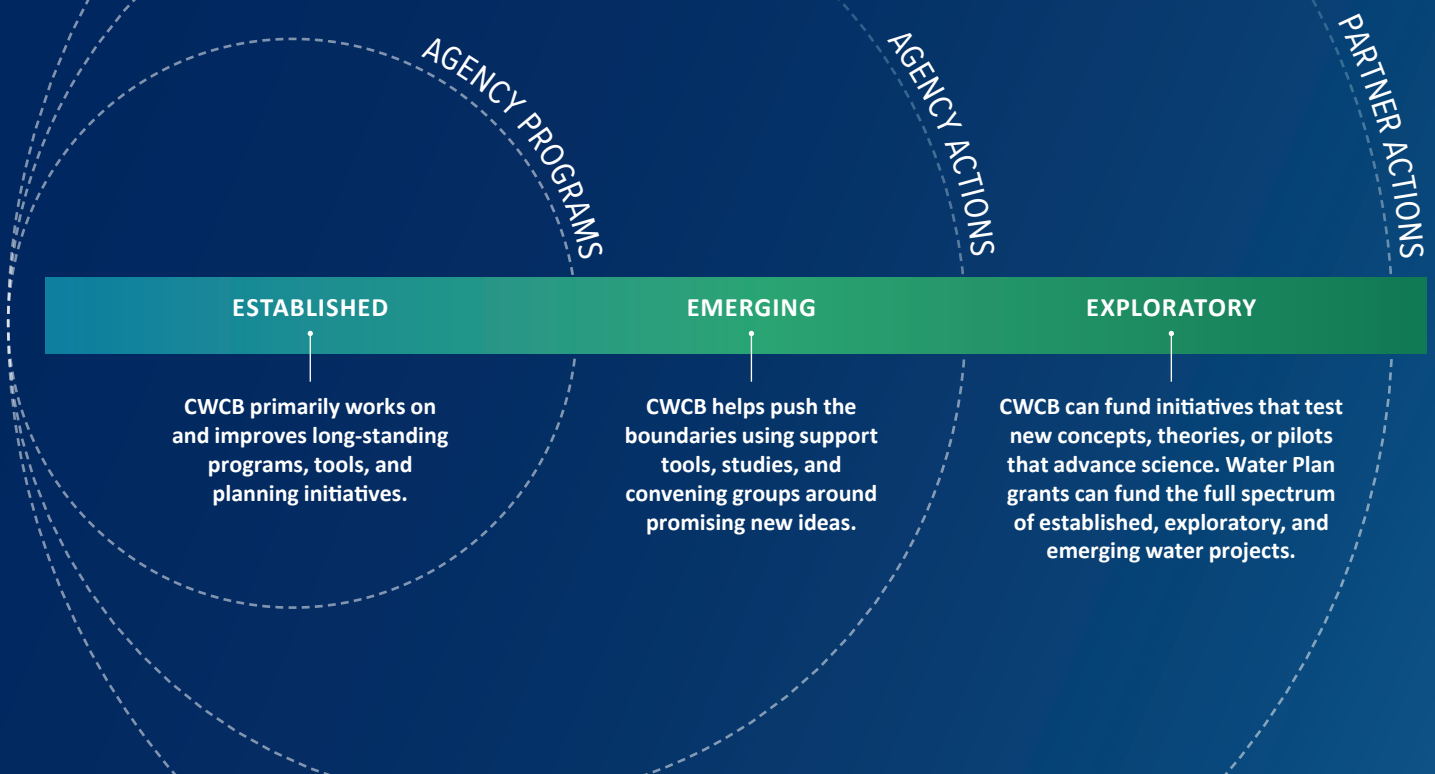 AGENCY PROGRAMS
AGENCY ACTIONS
PARTNER ACTIONS
ESTABLISHED
CWCB primarily works on
and improves long-standing
programs, tools, and
planning initiatives.
EMERGING
CWCB helps push the
boundaries using support
tools, studies, and
convening groups around
promising new ideas.
EXPLORATORY
CWCB can fund initiatives that test
new concepts, theories, or pilots
that advance science. Water Plan
grants can fund the full spectrum
of established, exploratory, and
emerging water projects.